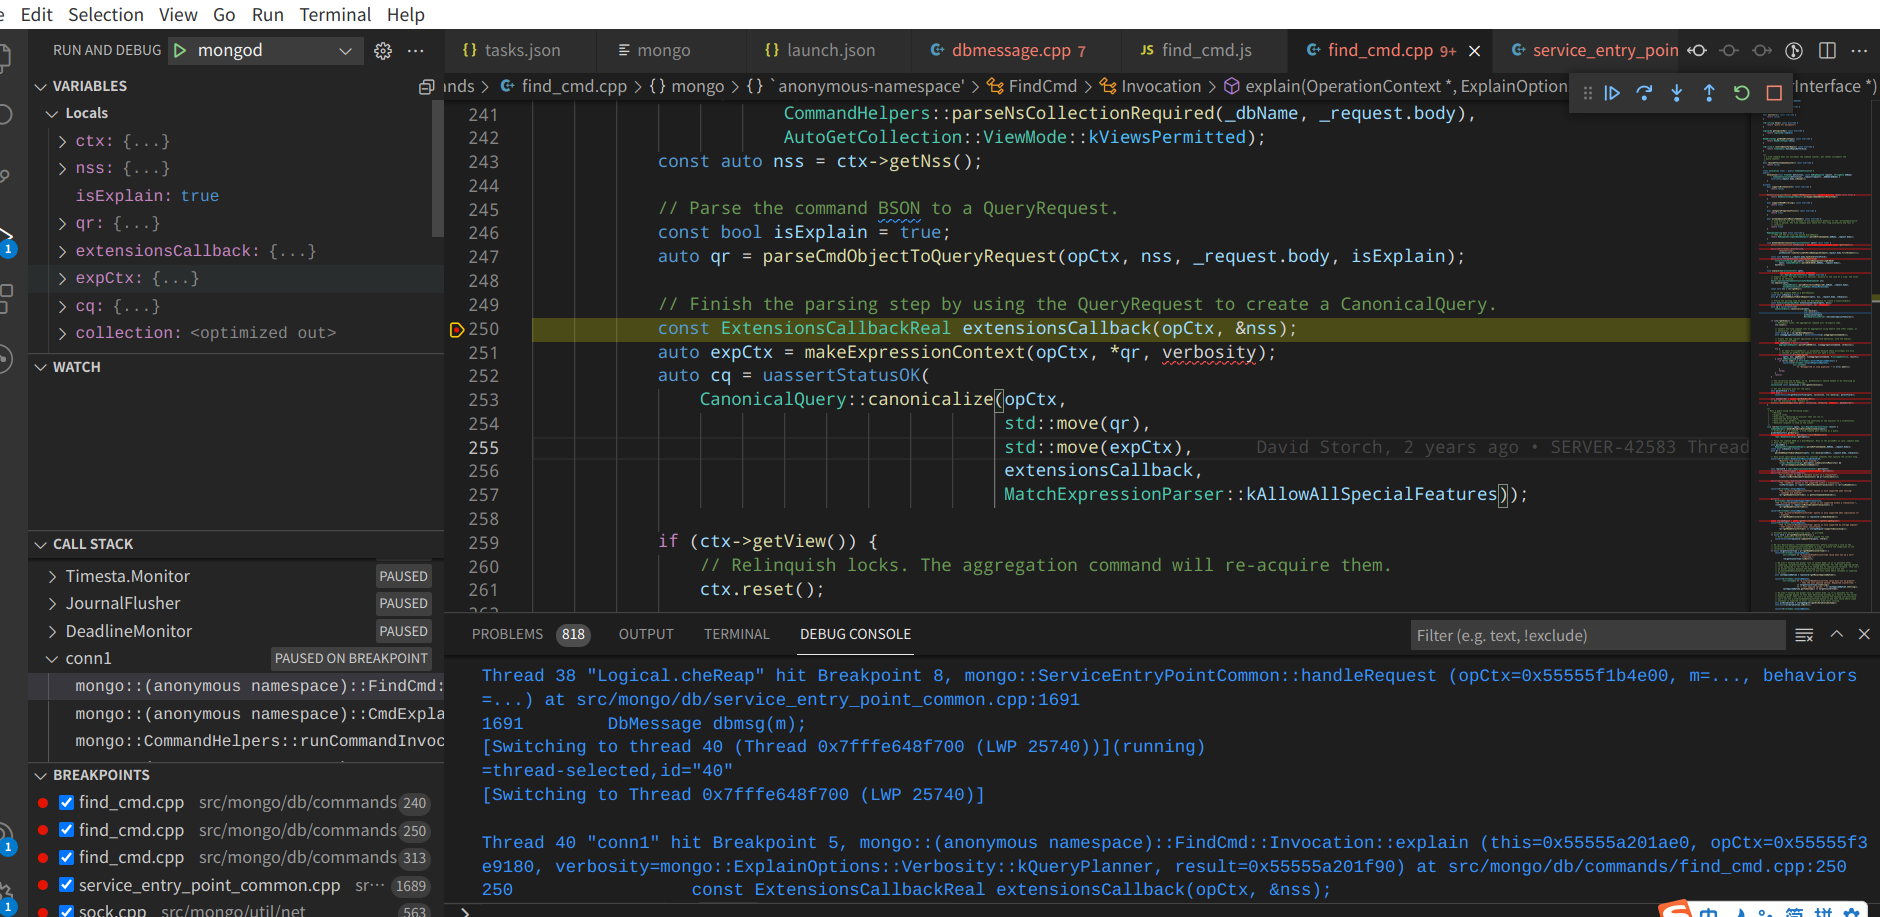 Edit Selection View Go Run Terminal Help
RUN AND DEBUG mongod
VARIABLES
Locals
ctx: {...}
nss: {...}
isExplain: true
qr: {...}
extensionsCallback: {...}
expCtx: {...}
cq: {...}
collection: <optimized out>
WATCH
CALL STACK
Timesta.Monitor PAUSED
JournalFlusher PAUSED
DeadlineMonitor PAUSED
conn1 PAUSED ON BREAKPOINT
mongo::(anonymous namespace)::FindCmd:
mongo::(anonymous namespace)::CmdExpla
mongo::CommandHelpers::runCommandInvoc
BREAKPOINTS
find_cmd.cpp src/mongo/db/commands 240
find_cmd.cpp src/mongo/db/commands 250
find_cmd.cpp src/mongo/db/commands 313
service_entry_point_common.cpp sr··· 1689
sock.cpp src/mongo/util/net 563
1
1
1
{} tasks.json mongo {} launch.json dbmessage.cpp 7 JS find_cmd.js find_cmd.cpp 9+ service_entry_poin
nds > find_cmd.cpp > {} mongo > {} `anonymous-namespace' > FindCmd > Invocation > explain(OperationContext *, ExplainOption Interface *)
241 CommandHelpers::parseNsCollectionRequired(_dbName, _request.body),
242 AutoGetCollection::ViewMode::kViewsPermitted);
243 const auto nss = ctx->getNss();
244
245 // Parse the command BSON to a QueryRequest.
246 const bool isExplain = true;
247 auto qr = parseCmdObjectToQueryRequest(opCtx, nss, _request.body, isExplain);
248
249 // Finish the parsing step by using the QueryRequest to create a CanonicalQuery.
250 const ExtensionsCallbackReal extensionsCallback(opCtx, &nss);
251 auto expCtx = makeExpressionContext(opCtx, *qr, verbosity);
252 auto cq = uassertStatusOK(
253 CanonicalQuery::canonicalize(opCtx,
254 std::move(qr),
255 std::move(expCtx), David Storch, 2 years ago • SERVER-42583 Thread
256 extensionsCallback,
257 MatchExpressionParser::kAllowAllSpecialFeatures));
258
259 if (ctx->getView()) {
260 // Relinquish locks. The aggregation command will re-acquire them.
261 ctx.reset();
PROBLEMS 818 OUTPUT TERMINAL DEBUG CONSOLE Filter (e.g. text, !exclude)
Thread 38 "Logical.cheReap" hit Breakpoint 8, mongo::ServiceEntryPointCommon::handleRequest (opCtx=0x55555f1b4e00, m=..., behaviors
=...) at src/mongo/db/service_entry_point_common.cpp:1691
1691 DbMessage dbmsg(m);
[Switching to thread 40 (Thread 0x7fffe648f700 (LWP 25740))](running)
=thread-selected,id="40"
[Switching to Thread 0x7fffe648f700 (LWP 25740)]
Thread 40 "conn1" hit Breakpoint 5, mongo::(anonymous namespace)::FindCmd::Invocation::explain (this=0x55555a201ae0, opCtx=0x55555f3
e9180, verbosity=mongo::ExplainOptions::Verbosity::kQueryPlanner, result=0x55555a201f90) at src/mongo/db/commands/find_cmd.cpp:250
250 const ExtensionsCallbackReal extensionsCallback(opCtx, &nss);
>